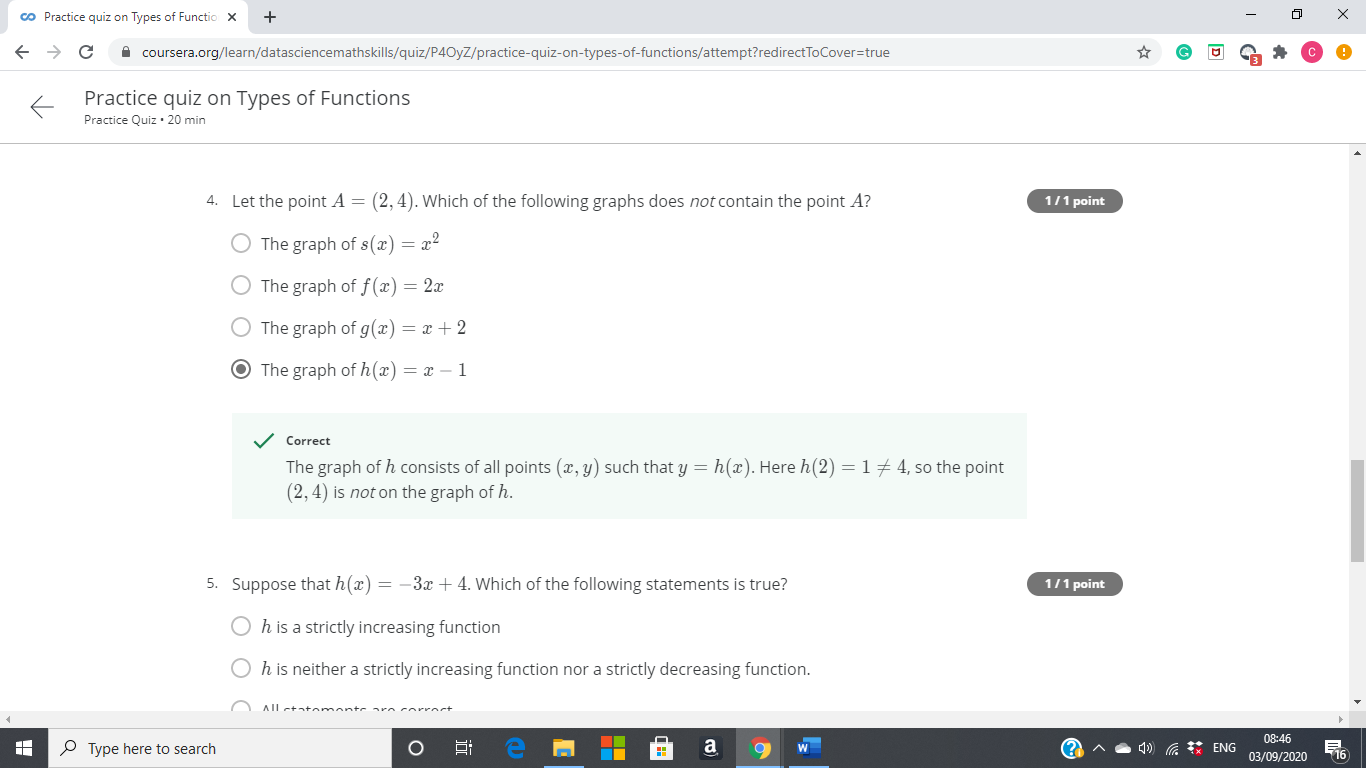 Practice quiz on Types of Functio
coursera.org/learn/datasciencemathskills/quiz/P4OyZ/practice-quiz-on-types-of-functions/attempt?redirectToCover=true
3
C
Practice quiz on Types of Functions
Practice Quiz • 20 min
4. Let the point A = (2, 4). Which of the following graphs does not contain the point A?
1 / 1 point
The graph of s(x) = x²
The graph of f(x) = 2x
The graph of g(x) = x + 2
The graph of h(x) = x − 1
Correct
The graph of h consists of all points (x, y) such that y = h(x). Here h(2) = 1 ≠ 4, so the point
(2, 4) is not on the graph of h.
5. Suppose that h(x) = −3x + 4. Which of the following statements is true?
1 / 1 point
h is a strictly increasing function
h is neither a strictly increasing function nor a strictly decreasing function.
All statements are correct
Type here to search
ENG
08:46
03/09/2020
16